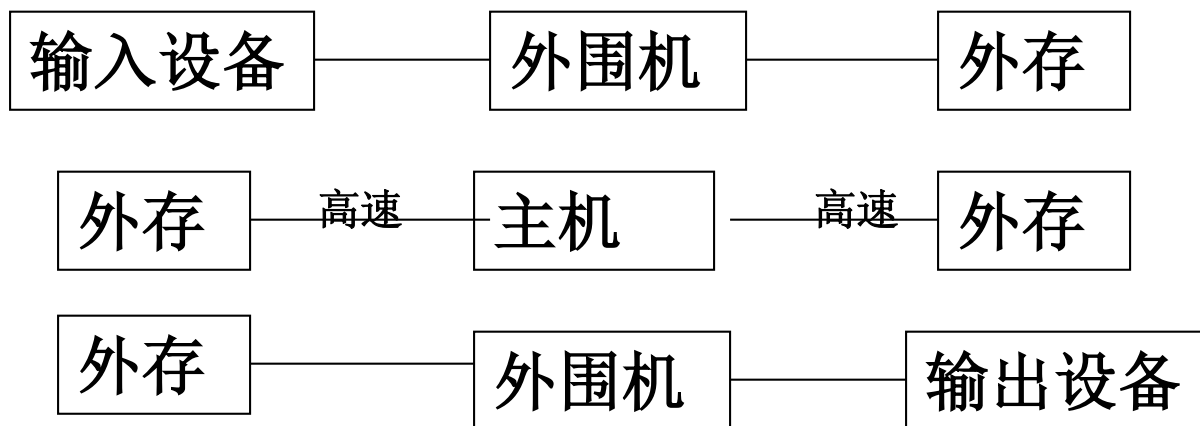 输入设备 外围机 外存
外存 高速 主机 高速 外存
外存 外围机 输出设备